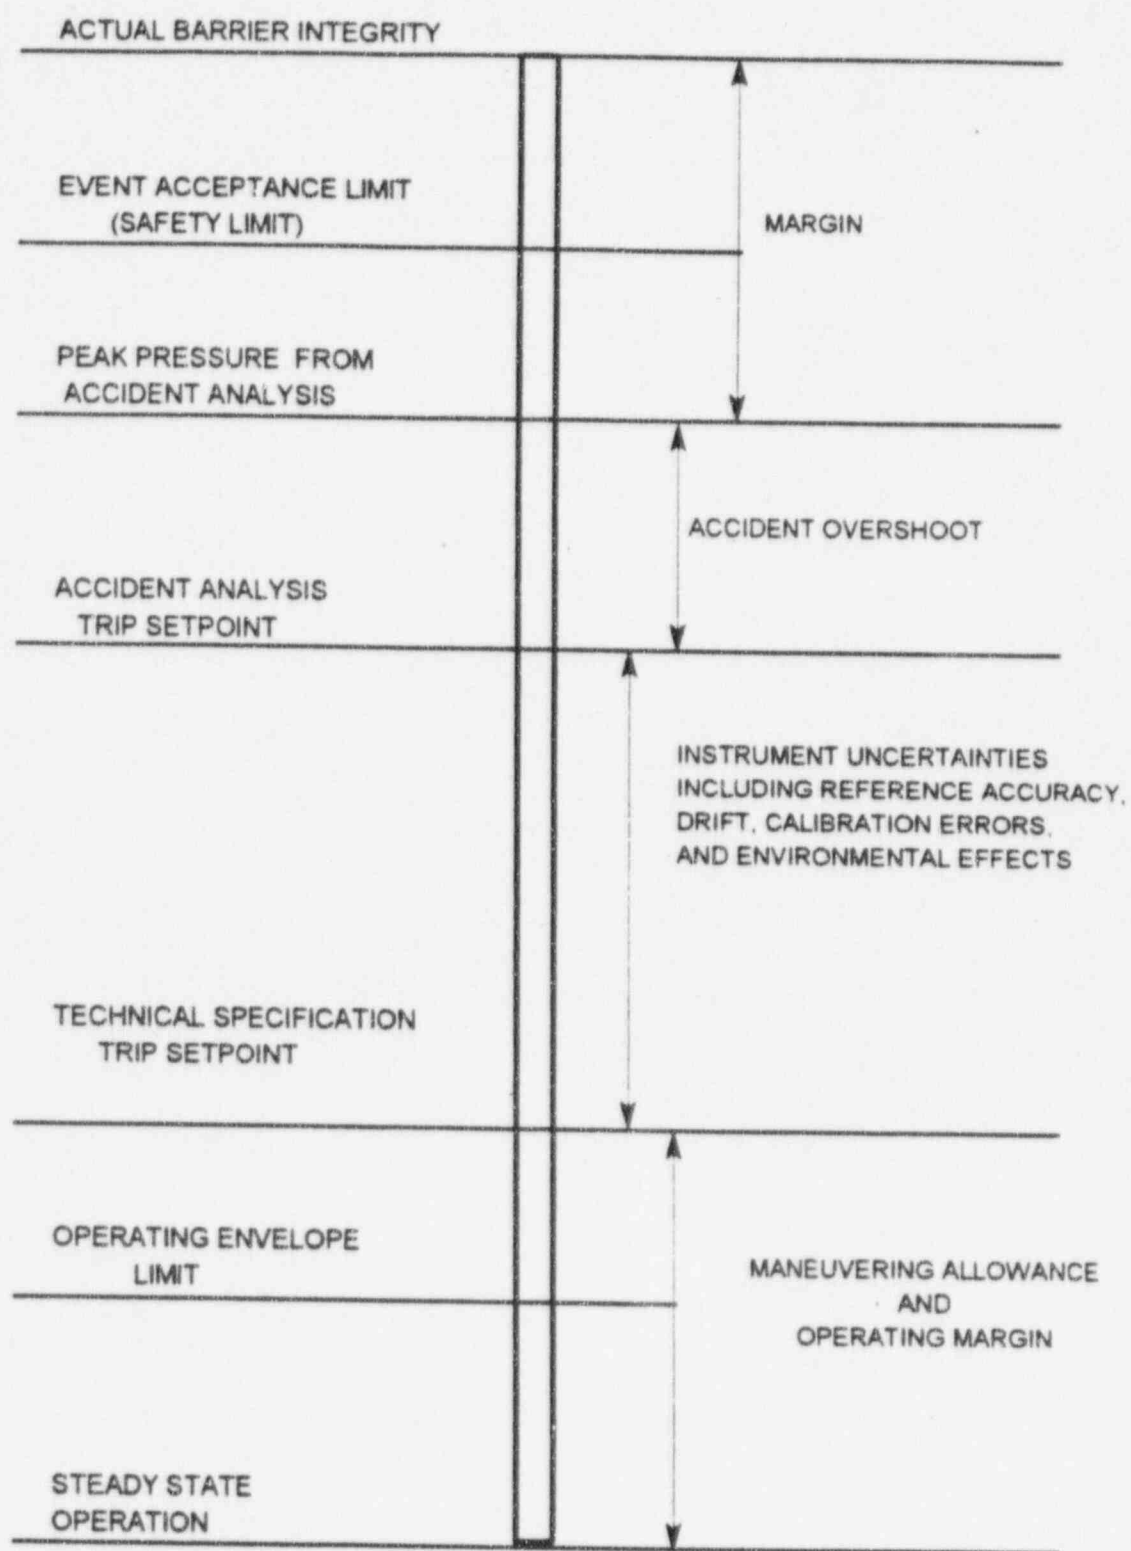 ACTUAL BARRIER INTEGRITY
EVENT ACCEPTANCE LIMIT
(SAFETY LIMIT)
MARGIN
PEAK PRESSURE FROM
ACCIDENT ANALYSIS
ACCIDENT OVERSHOOT
ACCIDENT ANALYSIS
TRIP SETPOINT
INSTRUMENT UNCERTAINTIES
INCLUDING REFERENCE ACCURACY,
DRIFT, CALIBRATION ERRORS,
AND ENVIRONMENTAL EFFECTS
TECHNICAL SPECIFICATION
TRIP SETPOINT
OPERATING ENVELOPE
LIMIT
MANEUVERING ALLOWANCE
AND
OPERATING MARGIN
STEADY STATE
OPERATION